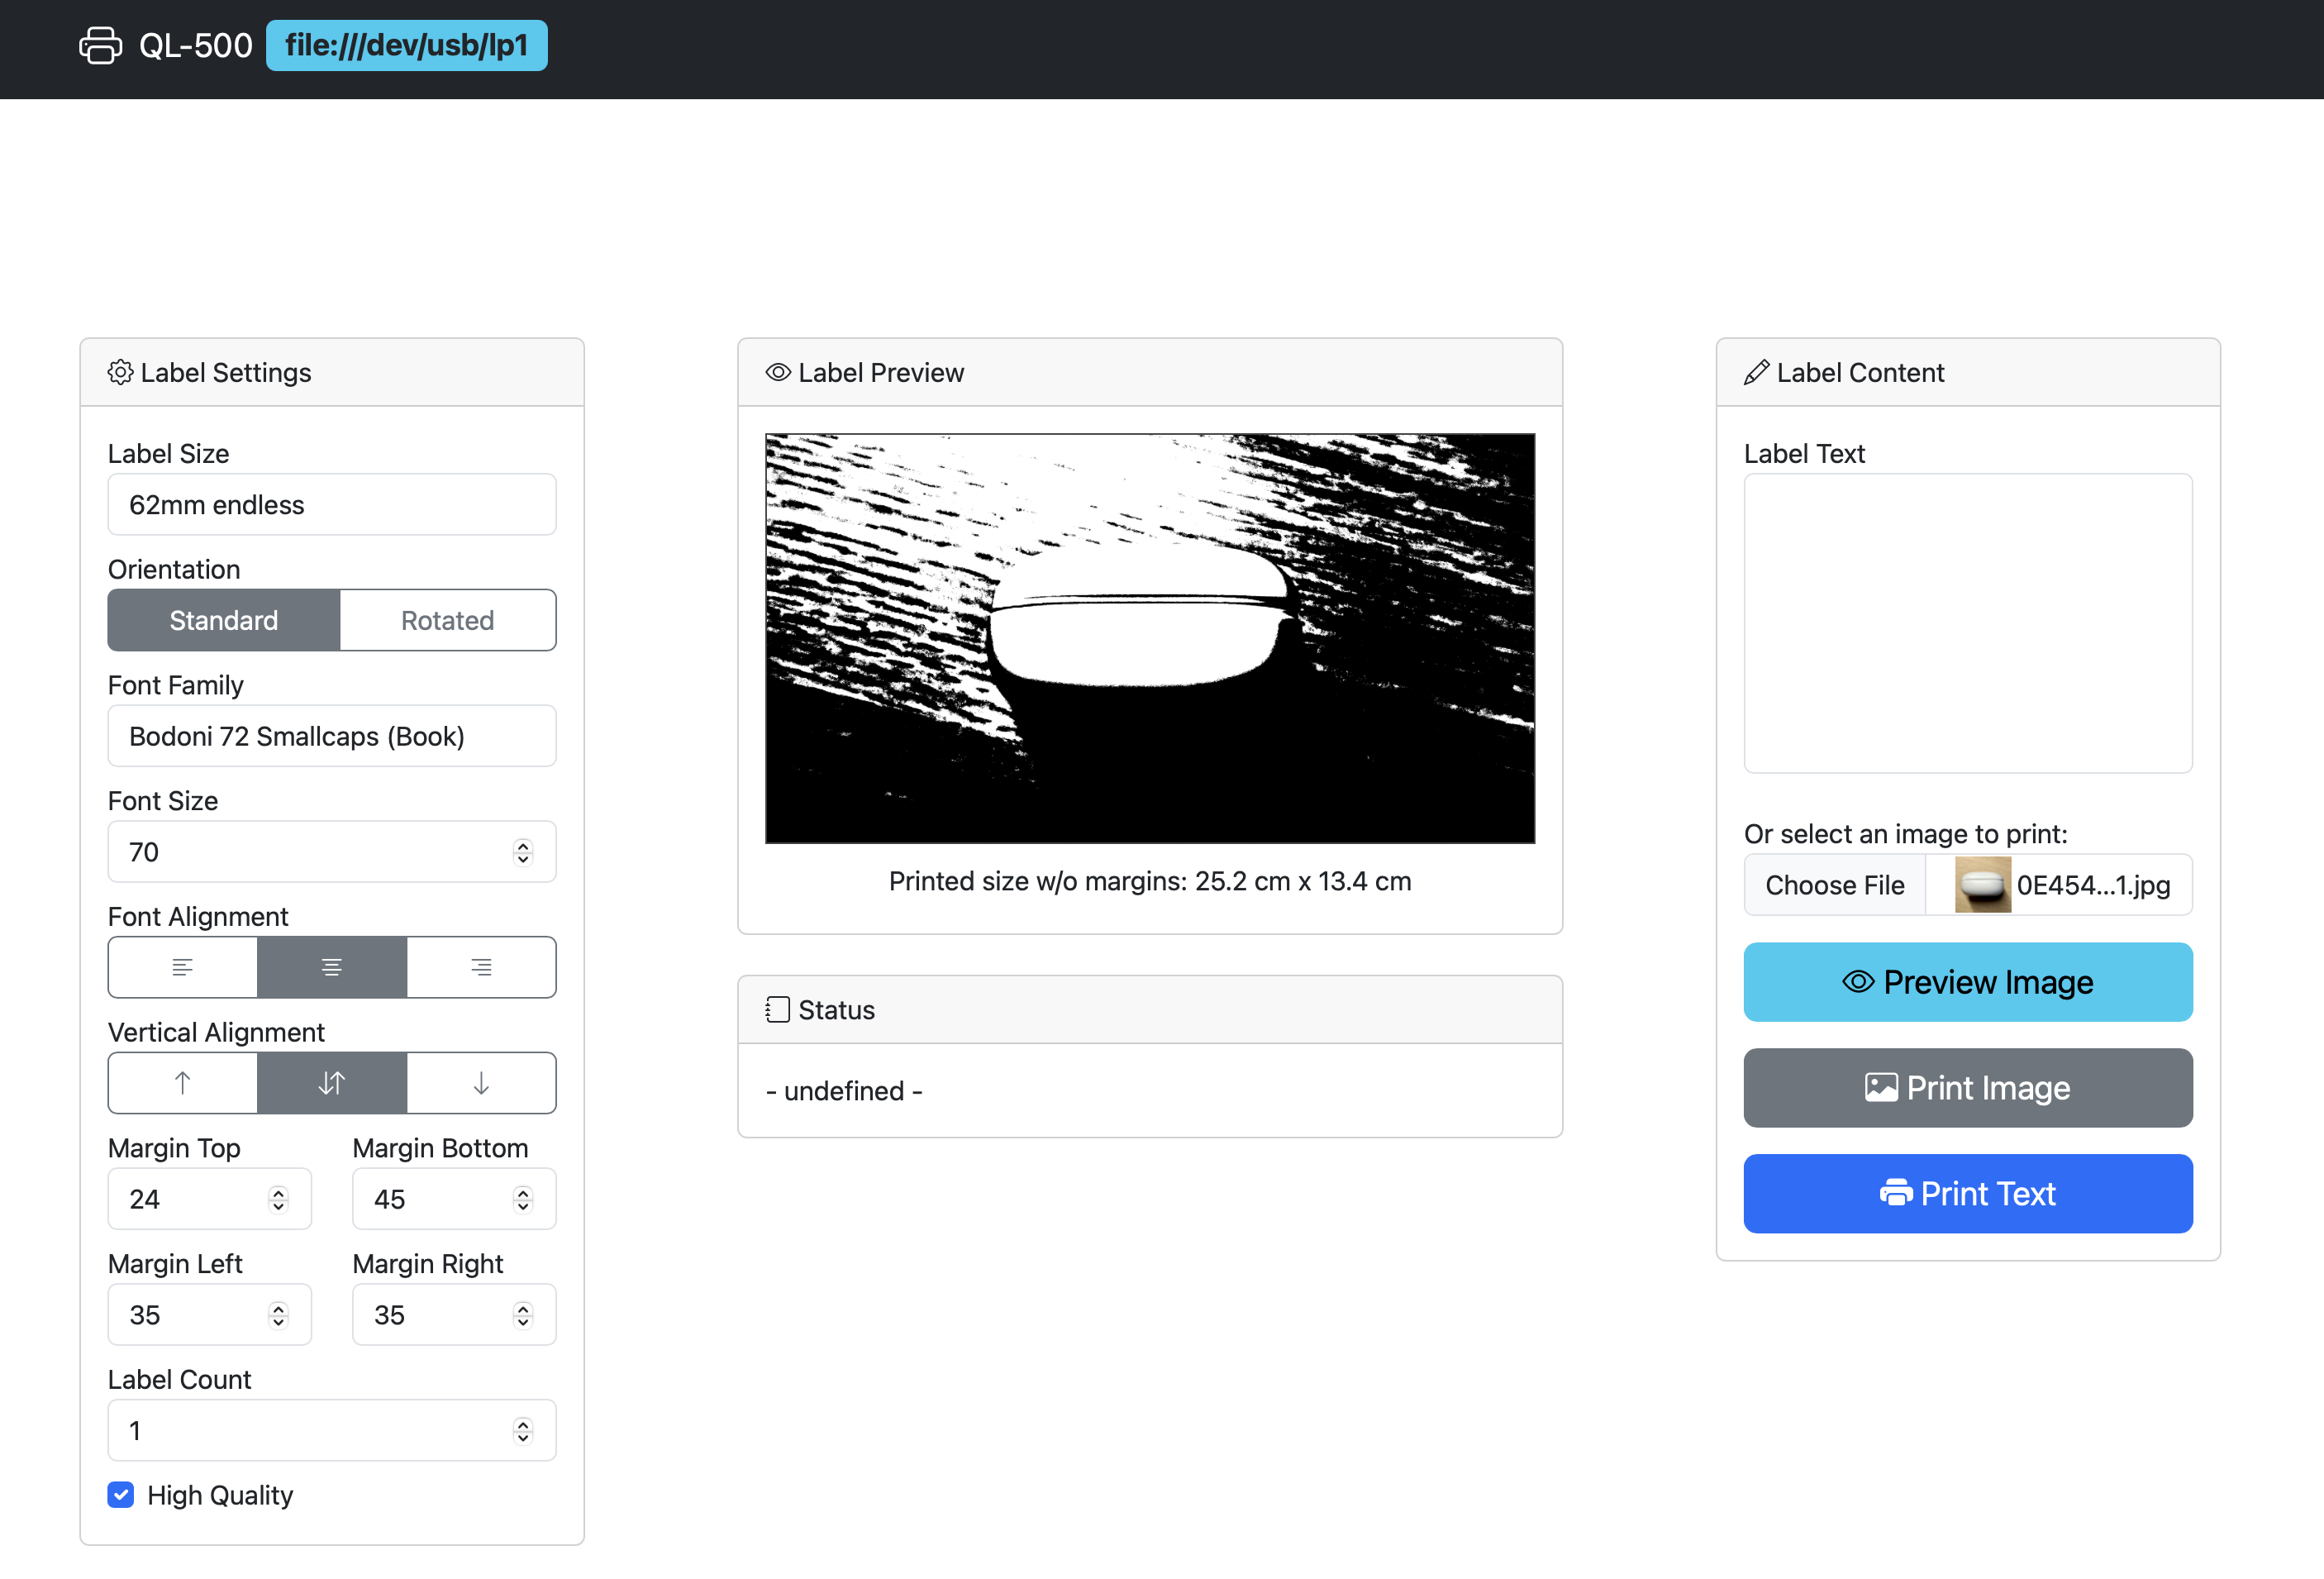 QL-500 file:///dev/usb/lp1
Label Settings
Label Size
62mm endless
Orientation
Standard Rotated
Font Family
Bodoni 72 Smallcaps (Book)
Font Size
70
Font Alignment
Vertical Alignment
Margin Top Margin Bottom
24 45
Margin Left Margin Right
35 35
Label Count
1
High Quality
Label Preview
Printed size w/o margins: 25.2 cm x 13.4 cm
Status
- undefined -
Label Content
Label Text
Or select an image to print:
Choose File 0E454...1.jpg
Preview Image
Print Image
Print Text